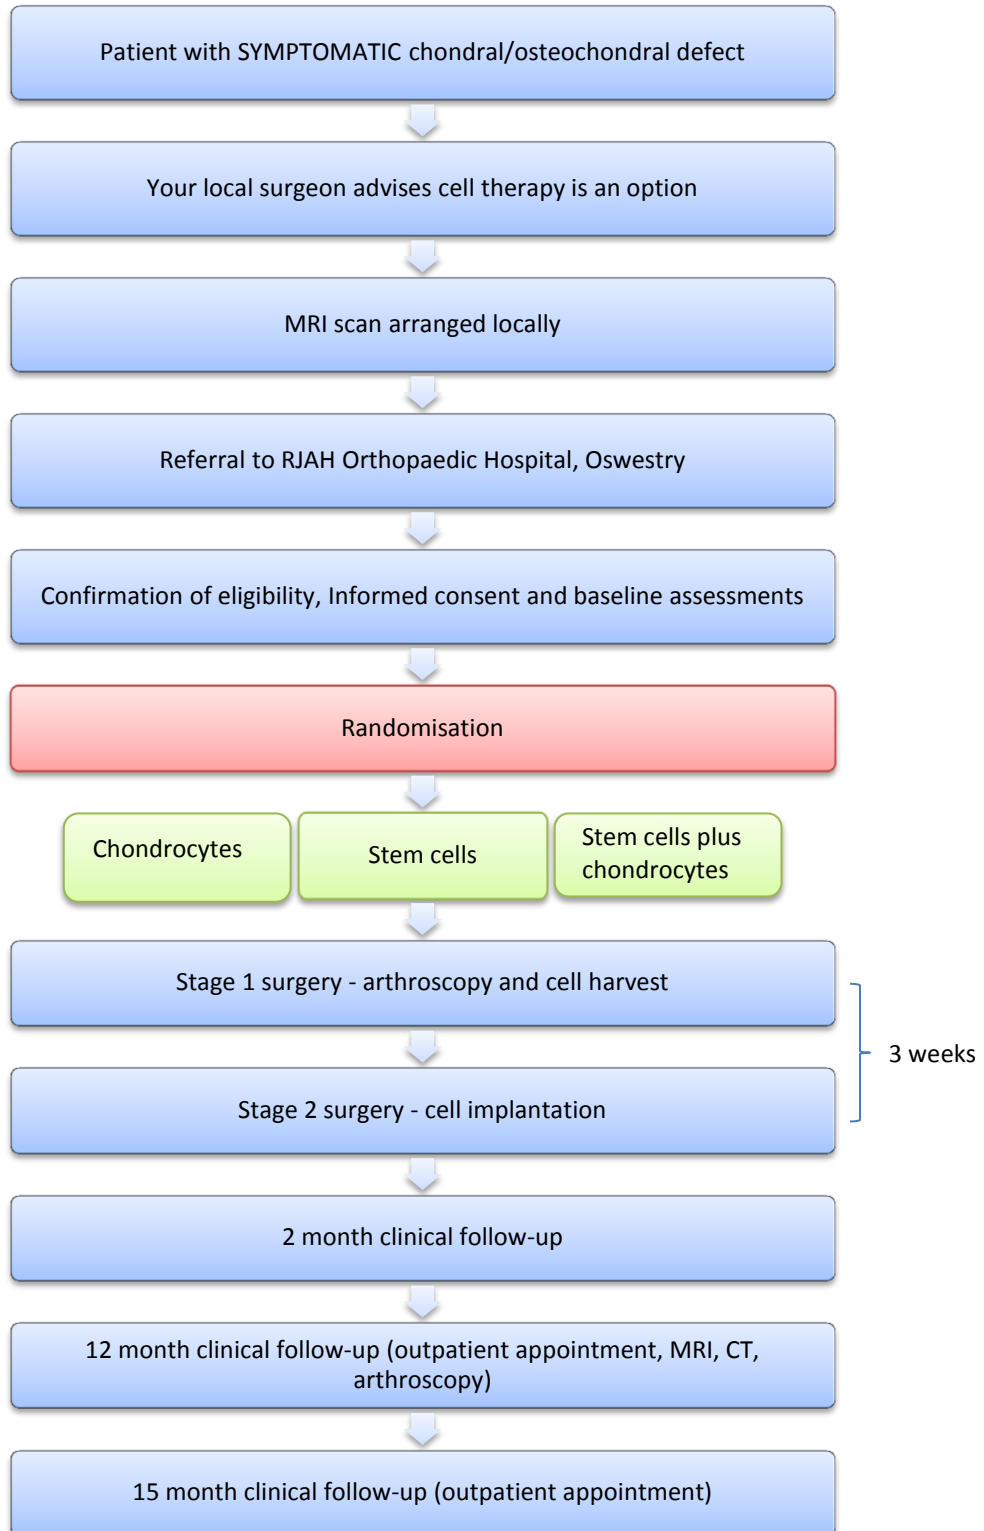 Patient with SYMPTOMATIC chondral/osteochondral defect
Your local surgeon advises cell therapy is an option
MRI scan arranged locally
Referral to RJAH Orthopaedic Hospital, Oswestry
Confirmation of eligibility, Informed consent and baseline assessments
Randomisation
Chondrocytes
Stem cells
Stem cells plus
chondrocytes
Stage 1 surgery - arthroscopy and cell harvest
3 weeks
Stage 2 surgery - cell implantation
2 month clinical follow-up
12 month clinical follow-up (outpatient appointment, MRI, CT,
arthroscopy)
15 month clinical follow-up (outpatient appointment)